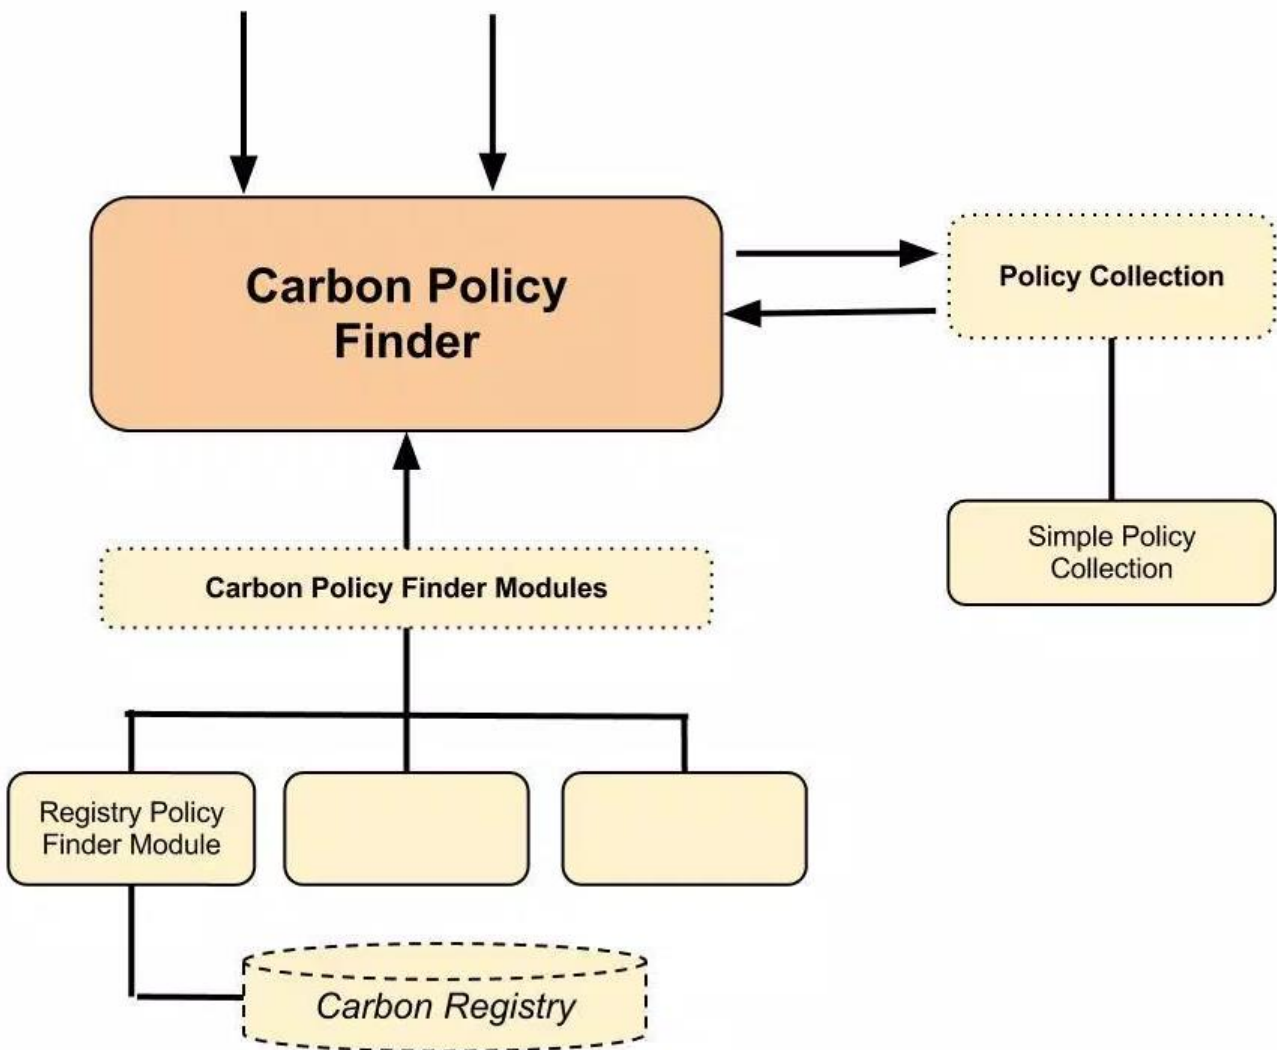 Carbon Policy
Finder
Policy Collection
Simple Policy
Collection
Carbon Policy Finder Modules
Registry Policy
Finder Module
Carbon Registry